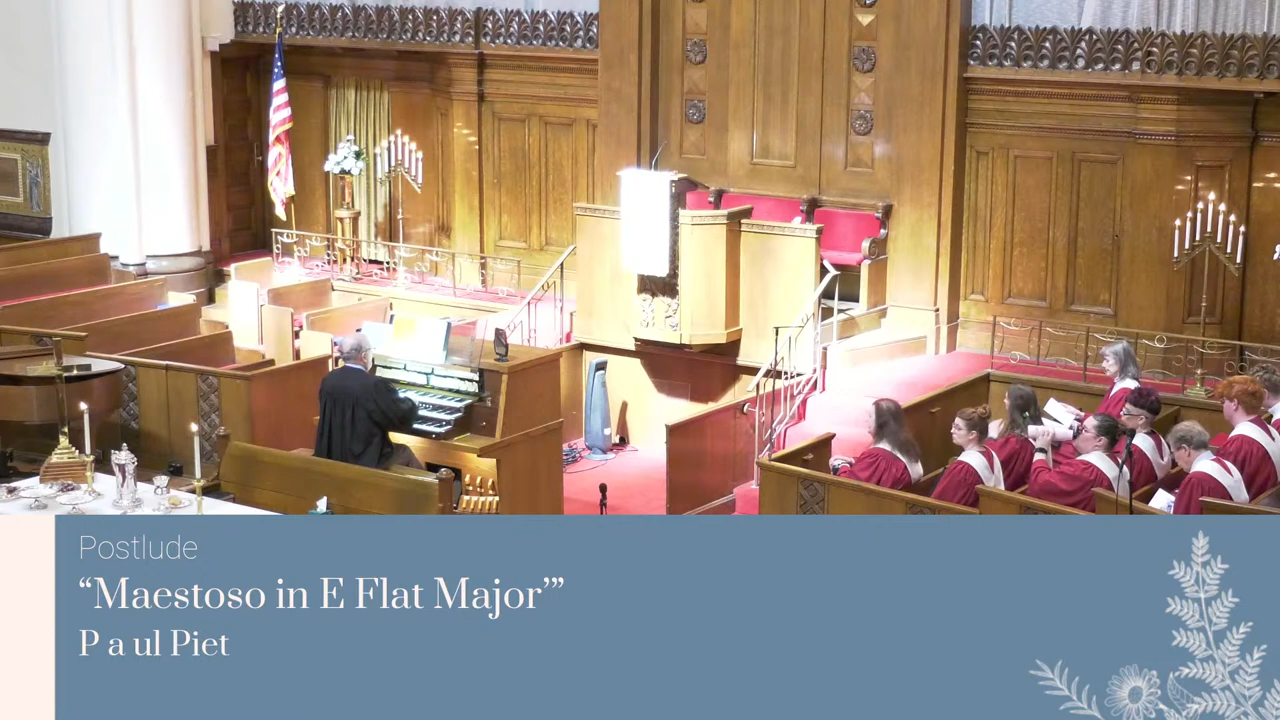 Postlude
“Maestoso in E Flat Major’”
P a ul Piet